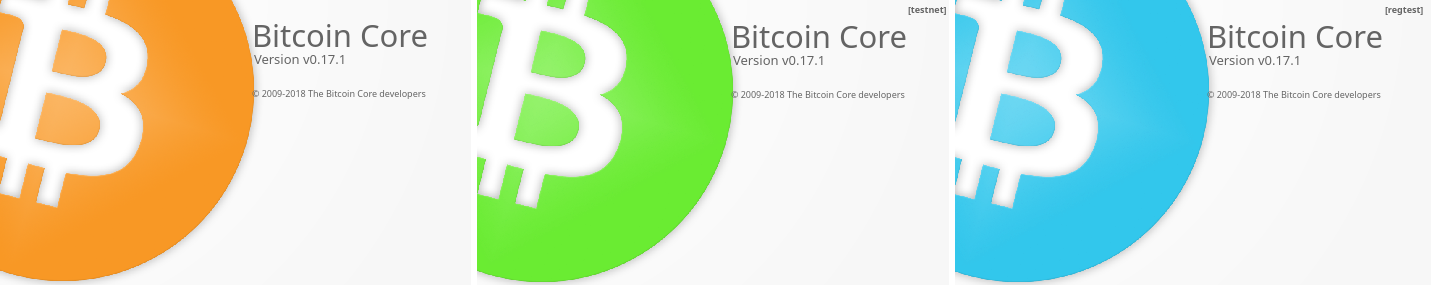 Bitcoin Core
Version v0.17.1
© 2009-2018 The Bitcoin Core developers
[testnet]
Bitcoin Core
Version v0.17.1
© 2009-2018 The Bitcoin Core developers
[regtest]
Bitcoin Core
Version v0.17.1
© 2009-2018 The Bitcoin Core developers